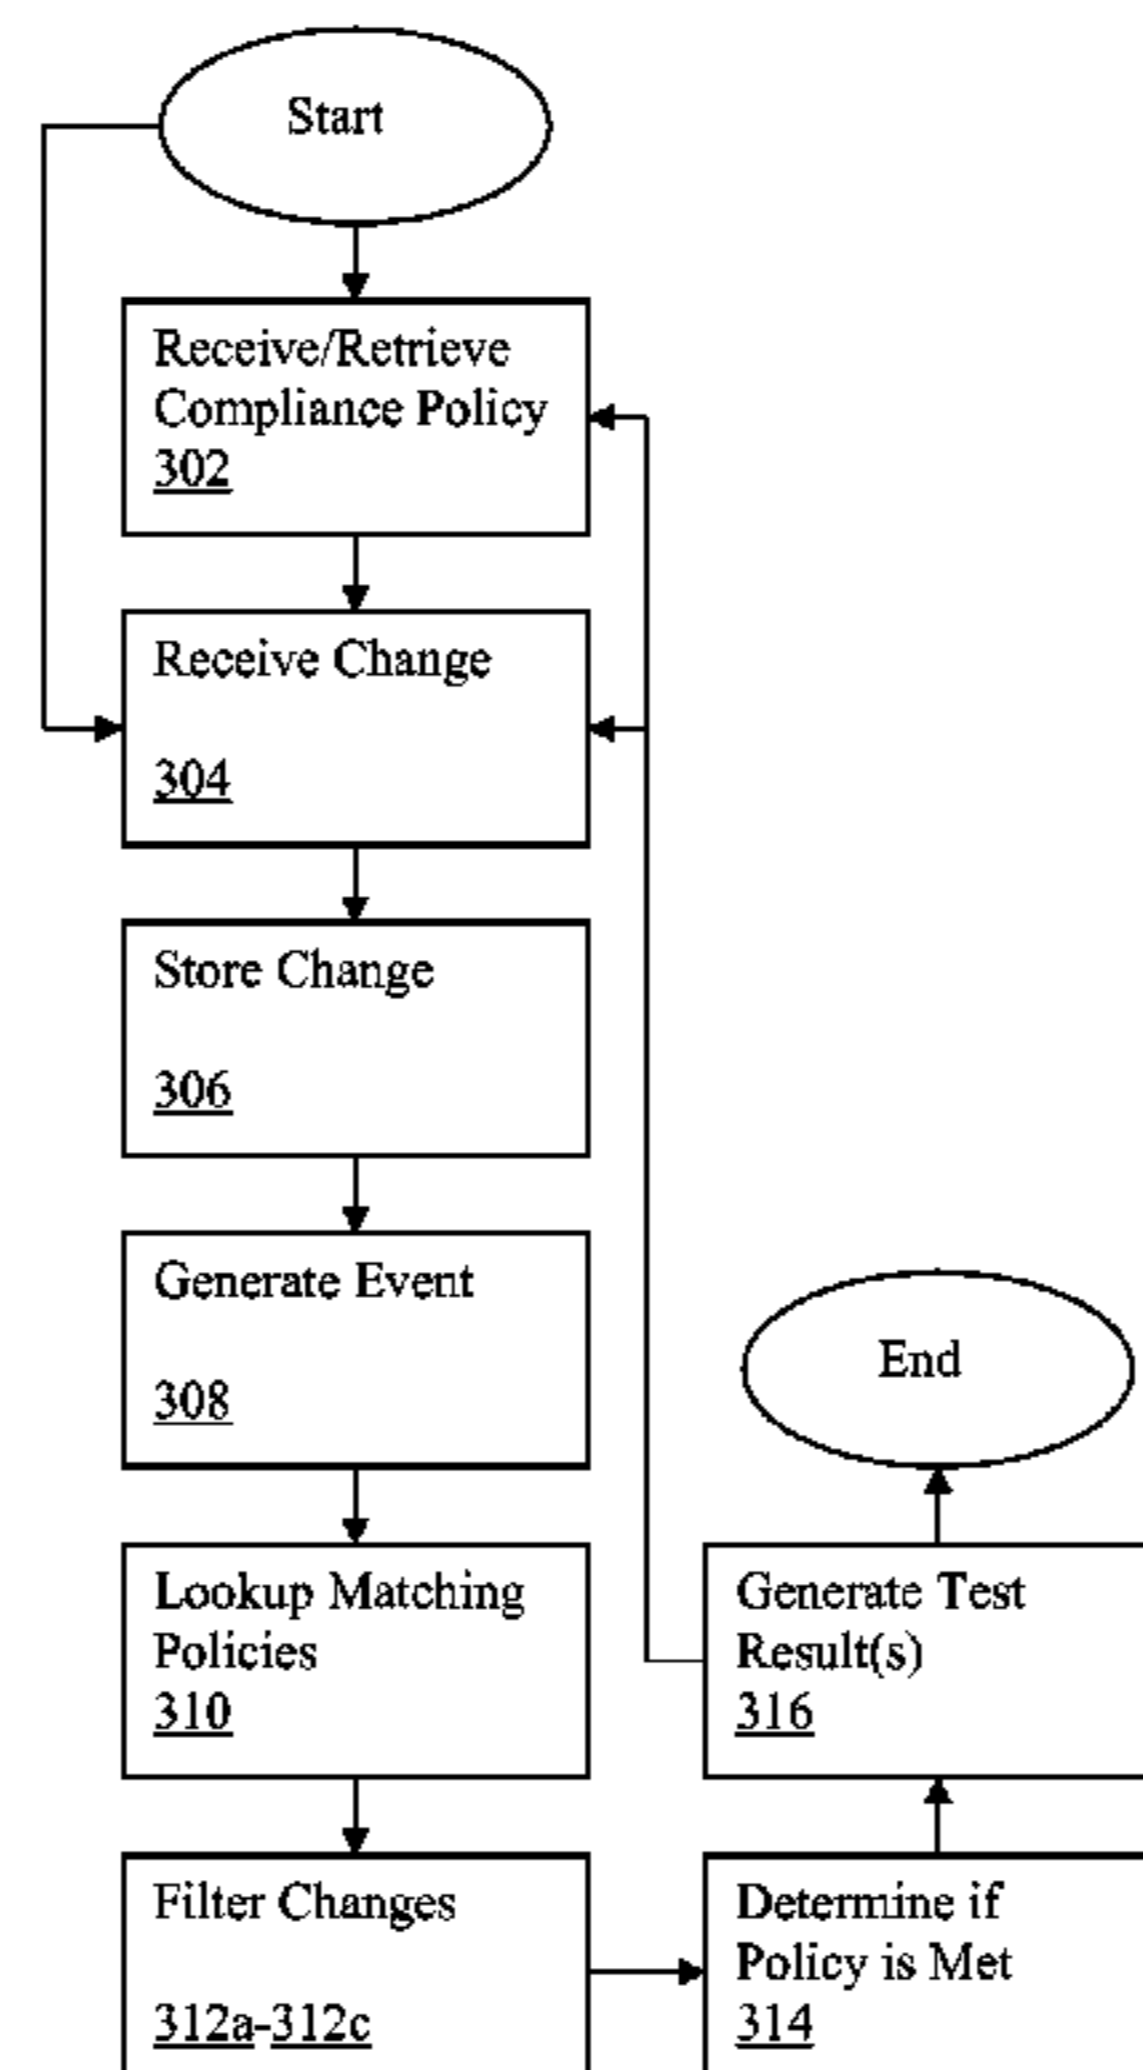 Start
Receive/Retrieve
Compliance Policy
302
Receive Change
304
Store Change
306
Generate Event
308
Lookup Matching
Policies
310
Filter Changes
312a-312c
Determine if
Policy is Met
314
Generate Test
Result(s)
316
End